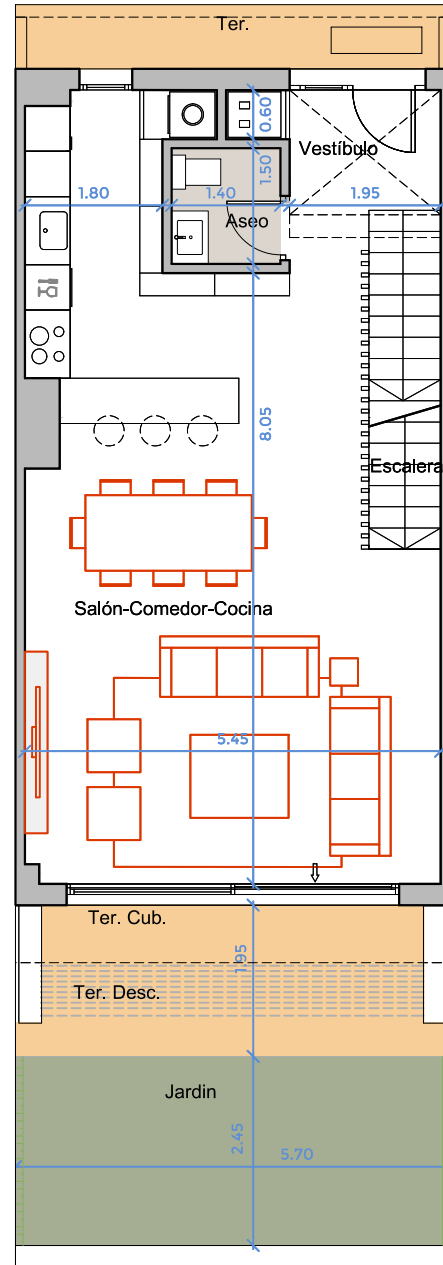 Ter.
0.60
Vestíbulo
1.50
1.80
1.40
1.95
Aseo
8.05
Escalera
Salón-Comedor-Cocina
5.45
Ter. Cub.
1.95
Ter. Desc.
Jardin
2.45
5.70